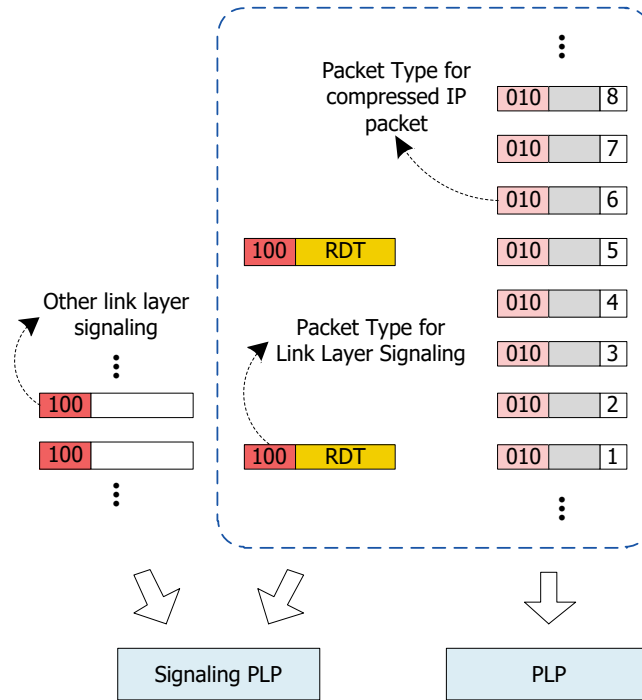 Packet Type for
compressed IP
packet
010 8
010 7
010 6
100 RDT
010 5
Other link layer
signaling
Packet Type for
Link Layer Signaling
010 4
010 3
100
010 2
100
100 RDT
010 1
Signaling PLP
PLP